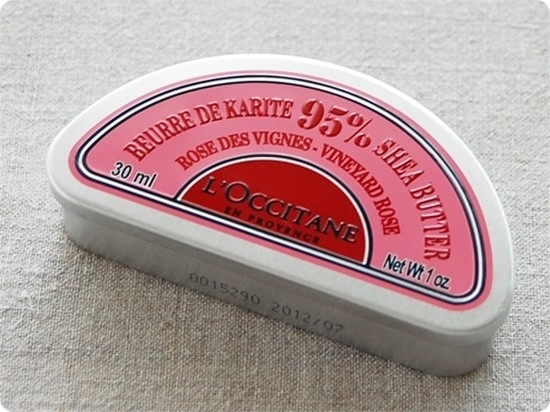 BEURRE DE KARITE 95% SHEA BUTTER
ROSE DES VIGNES - VINEYARD ROSE
L'OCCITANE
EN PROVENCE
30 ml
Net Wt 1 oz.
0015290 2012/07